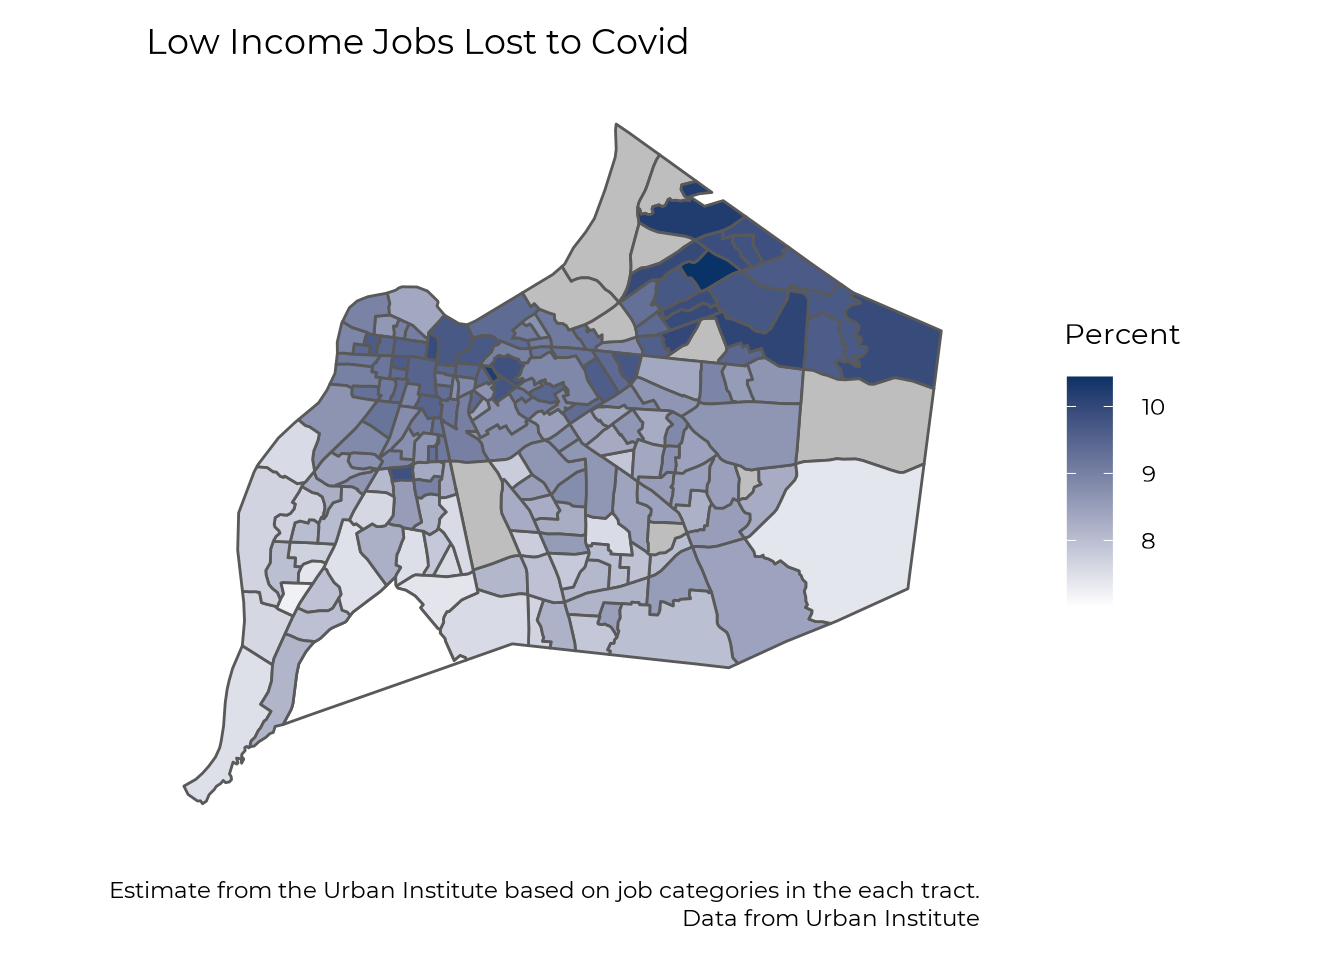 Low Income Jobs Lost to Covid
Percent
10
9
8
Estimate from the Urban Institute based on job categories in the each tract.
Data from Urban Institute